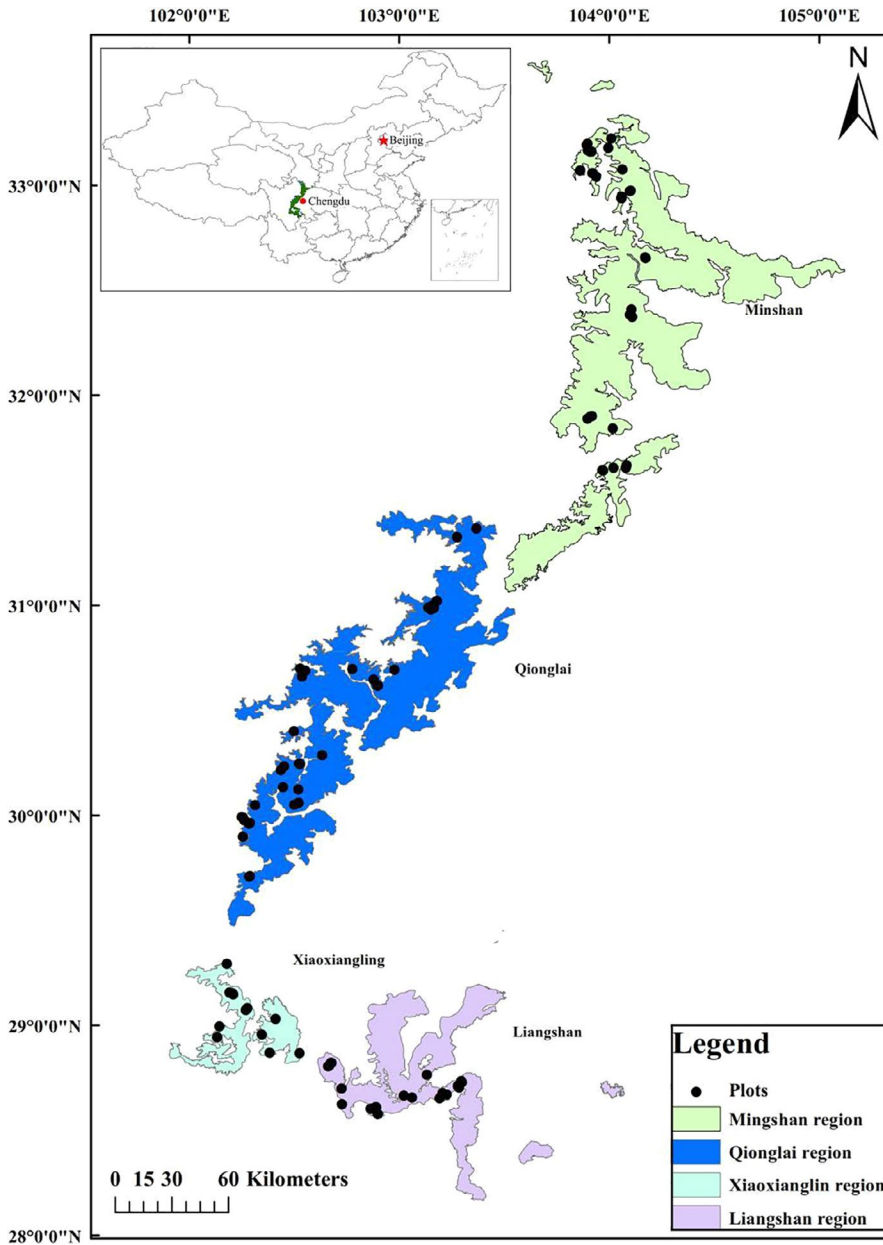 102°0'0"E 103°0'0"E 104°0'0"E 105°0'0"E
N
Beijing
Chengdu
33°0'0"N
Minshan
32°0'0"N
31°0'0"N
Qionglai
30°0'0"N
Xiaoxiangling
29°0'0"N
Liangshan
Legend
Plots
Mingshan region
Qionglai region
Xiaoxianglin region
Liangshan region
0 15 30 60 Kilometers
28°0'0"N